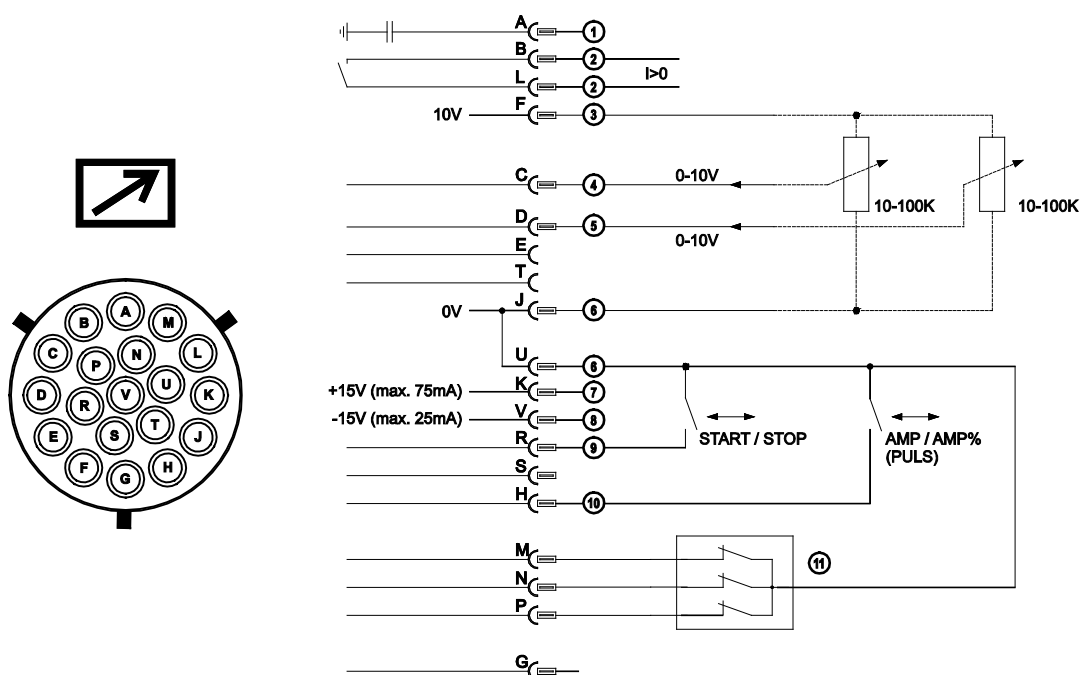 A 1
B 2
I>0
L 2
10V F 3
C 4 0-10V
10-100K 10-100K
D 5
0-10V
E
T
0V J 6
U 6
+15V (max. 75mA) K 7
-15V (max. 25mA) V 8
R 9 START / STOP AMP / AMP%
(PULS)
S
H 10
M 11
N
P
G
A
B M
N
C P L
U
D V K
R
T
E S J
F H
G